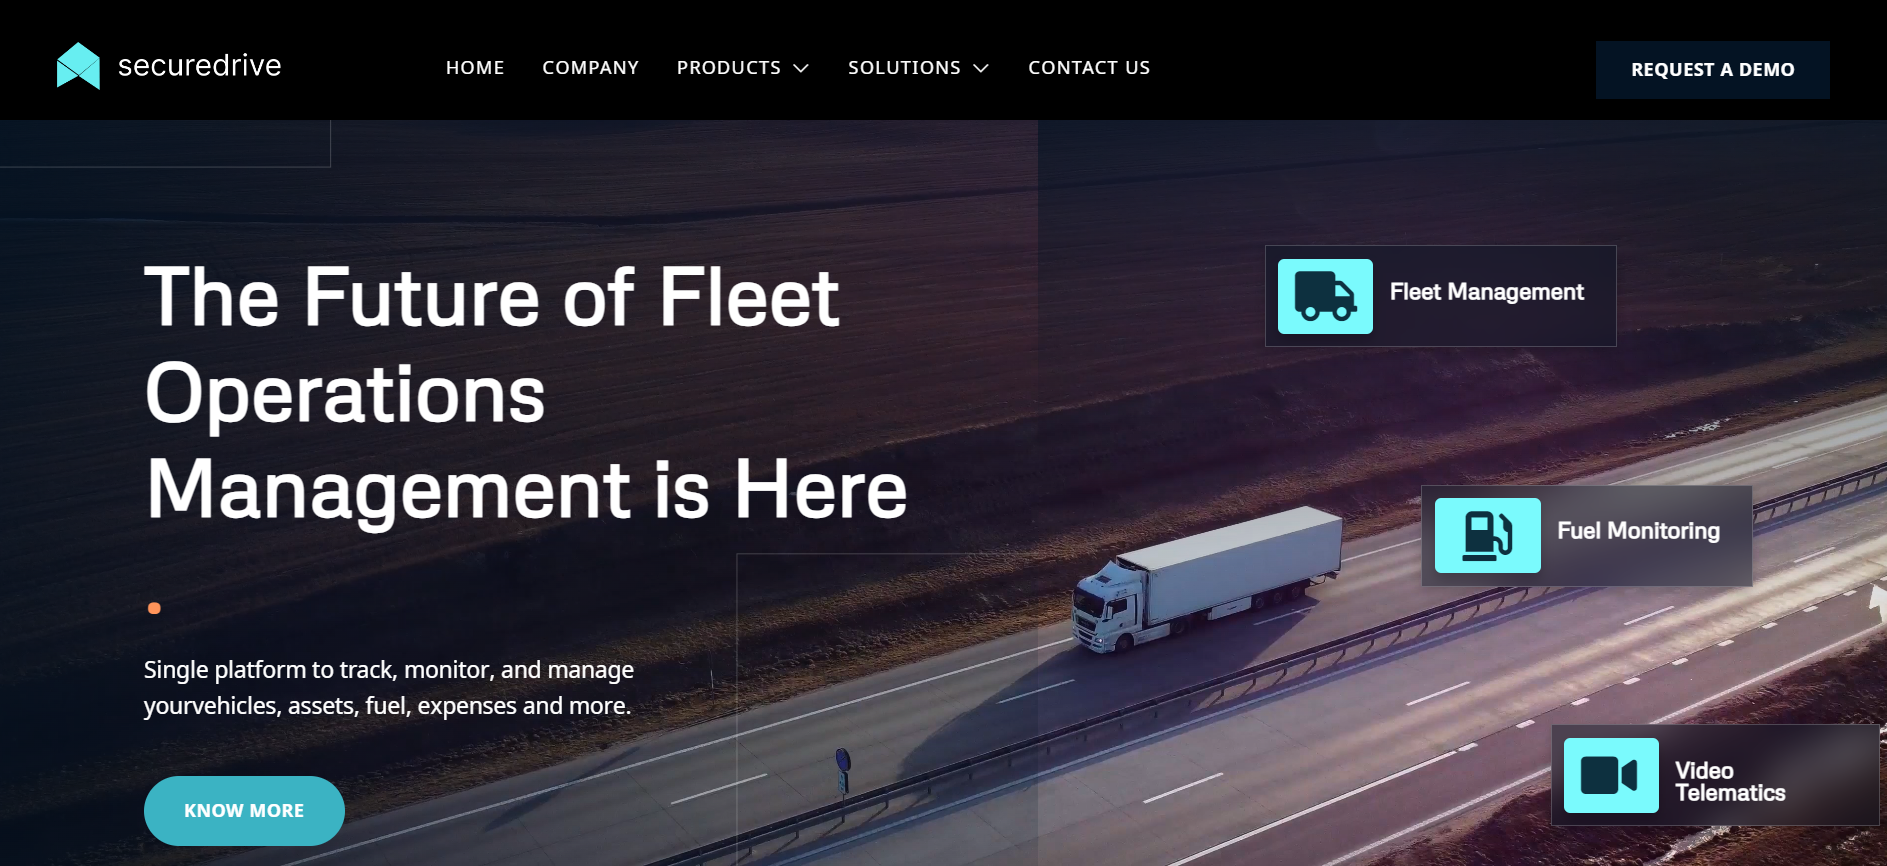 securedrive
HOME
COMPANY
PRODUCTS
SOLUTIONS
CONTACT US
REQUEST A DEMO
The Future of Fleet
Operations
Management is Here
Single platform to track, monitor, and manage
yourvehicles, assets, fuel, expenses and more.
KNOW MORE
Fleet Management
Fuel Monitoring
Video
Telematics